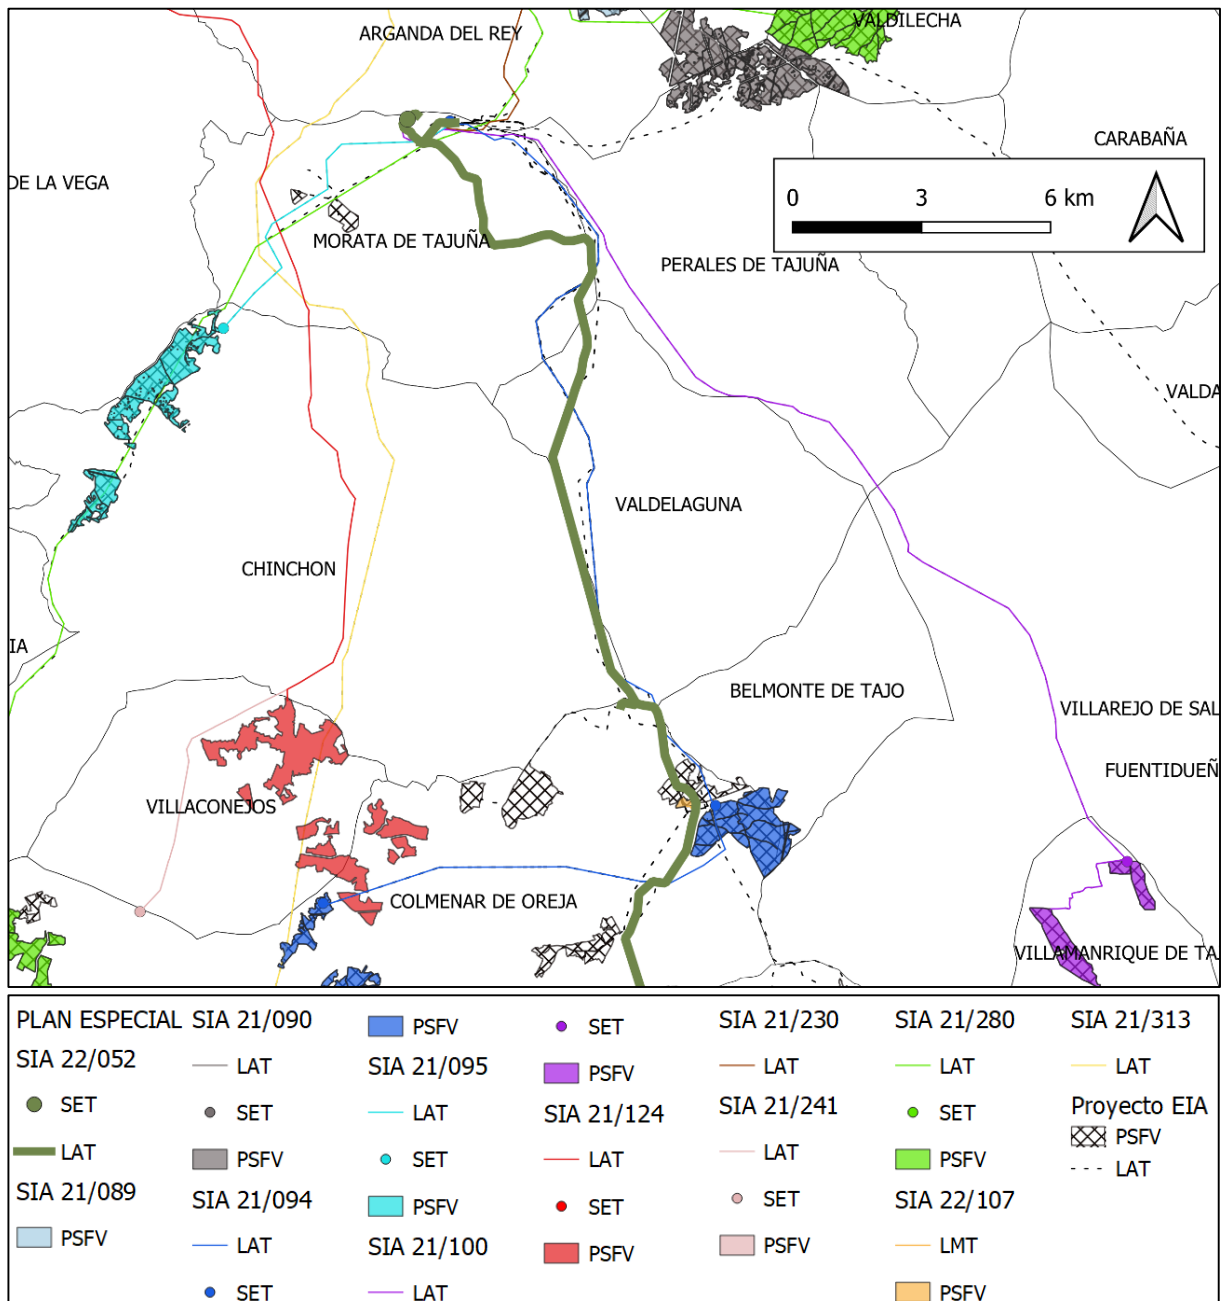 ARGANDA DEL REY
VALDILECHA
CARABAÑA
DE LA VEGA
0 3 6 km
MORATA DE TAJUÑA
PERALES DE TAJUÑA
VALDA
VALDELAGUNA
CHINCHON
IA
BELMONTE DE TAJO
VILLAREJO DE SAL
FUENTIDUEÑ
VILLACONEJOS
COLMENAR DE OREJA
VILLAMANRIQUE DE TA
PLAN ESPECIAL
SIA 22/052
SET
LAT
SIA 21/089
PSFV
SIA 21/090
LAT
SET
PSFV
SIA 21/094
LAT
SET
PSFV
SIA 21/095
LAT
SET
PSFV
SIA 21/100
LAT
SET
PSFV
SIA 21/124
LAT
SET
PSFV
SIA 21/230
LAT
SIA 21/241
LAT
SET
PSFV
SIA 21/280
LAT
SET
PSFV
SIA 22/107
LMT
PSFV
SIA 21/313
LAT
Proyecto EIA
PSFV
LAT